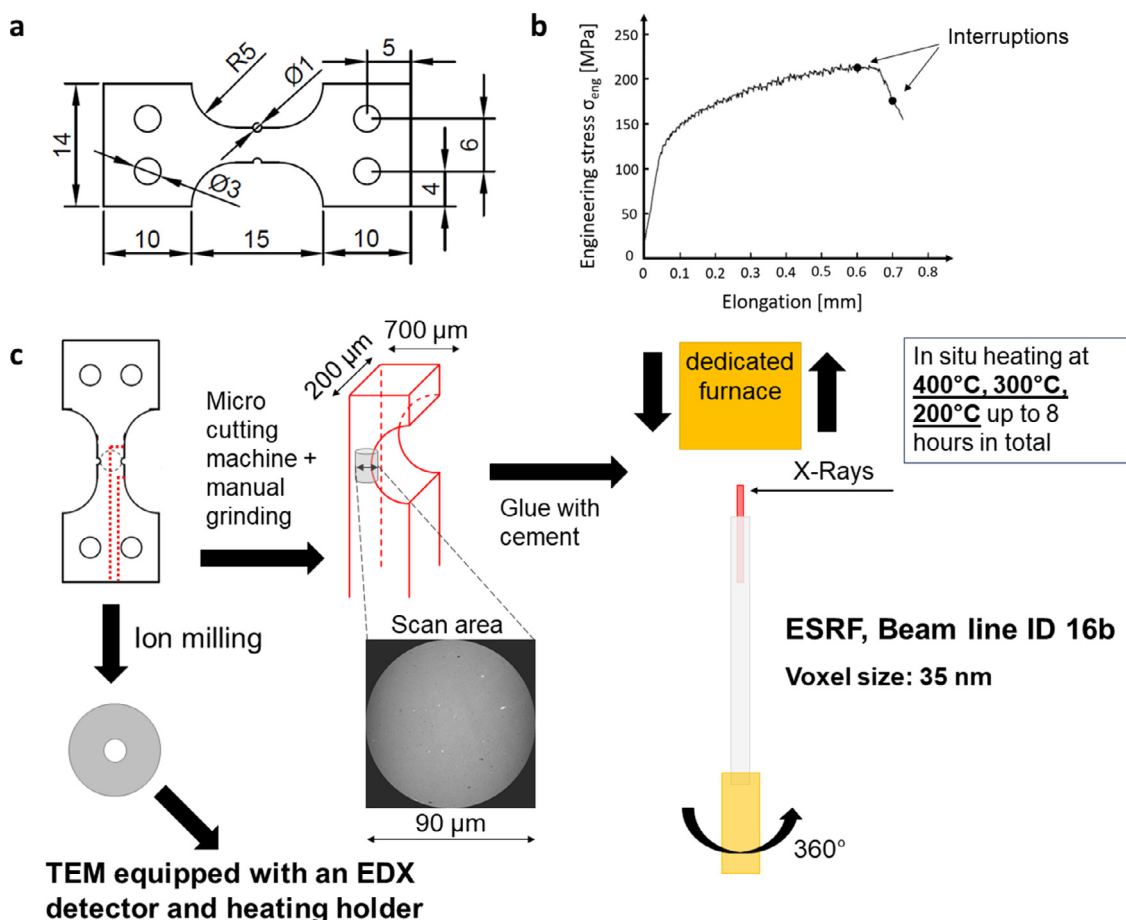 a
R5
Ø1
5
14
Ø3
6
4
10
15
10
b
Engineering stress σeng [MPa]
250
200
150
100
50
0
Interruptions
0
0.1
0.2
0.3
0.4
0.5
0.6
0.7
0.8
Elongation [mm]
c
Micro
cutting
machine +
manual
grinding
200 µm
700 µm
Glue with
cement
dedicated
furnace
In situ heating at
400°C, 300°C,
200°C up to 8
hours in total
X-Rays
Ion milling
Scan area
90 µm
ESRF, Beam line ID 16b
Voxel size: 35 nm
360°
TEM equipped with an EDX
detector and heating holder